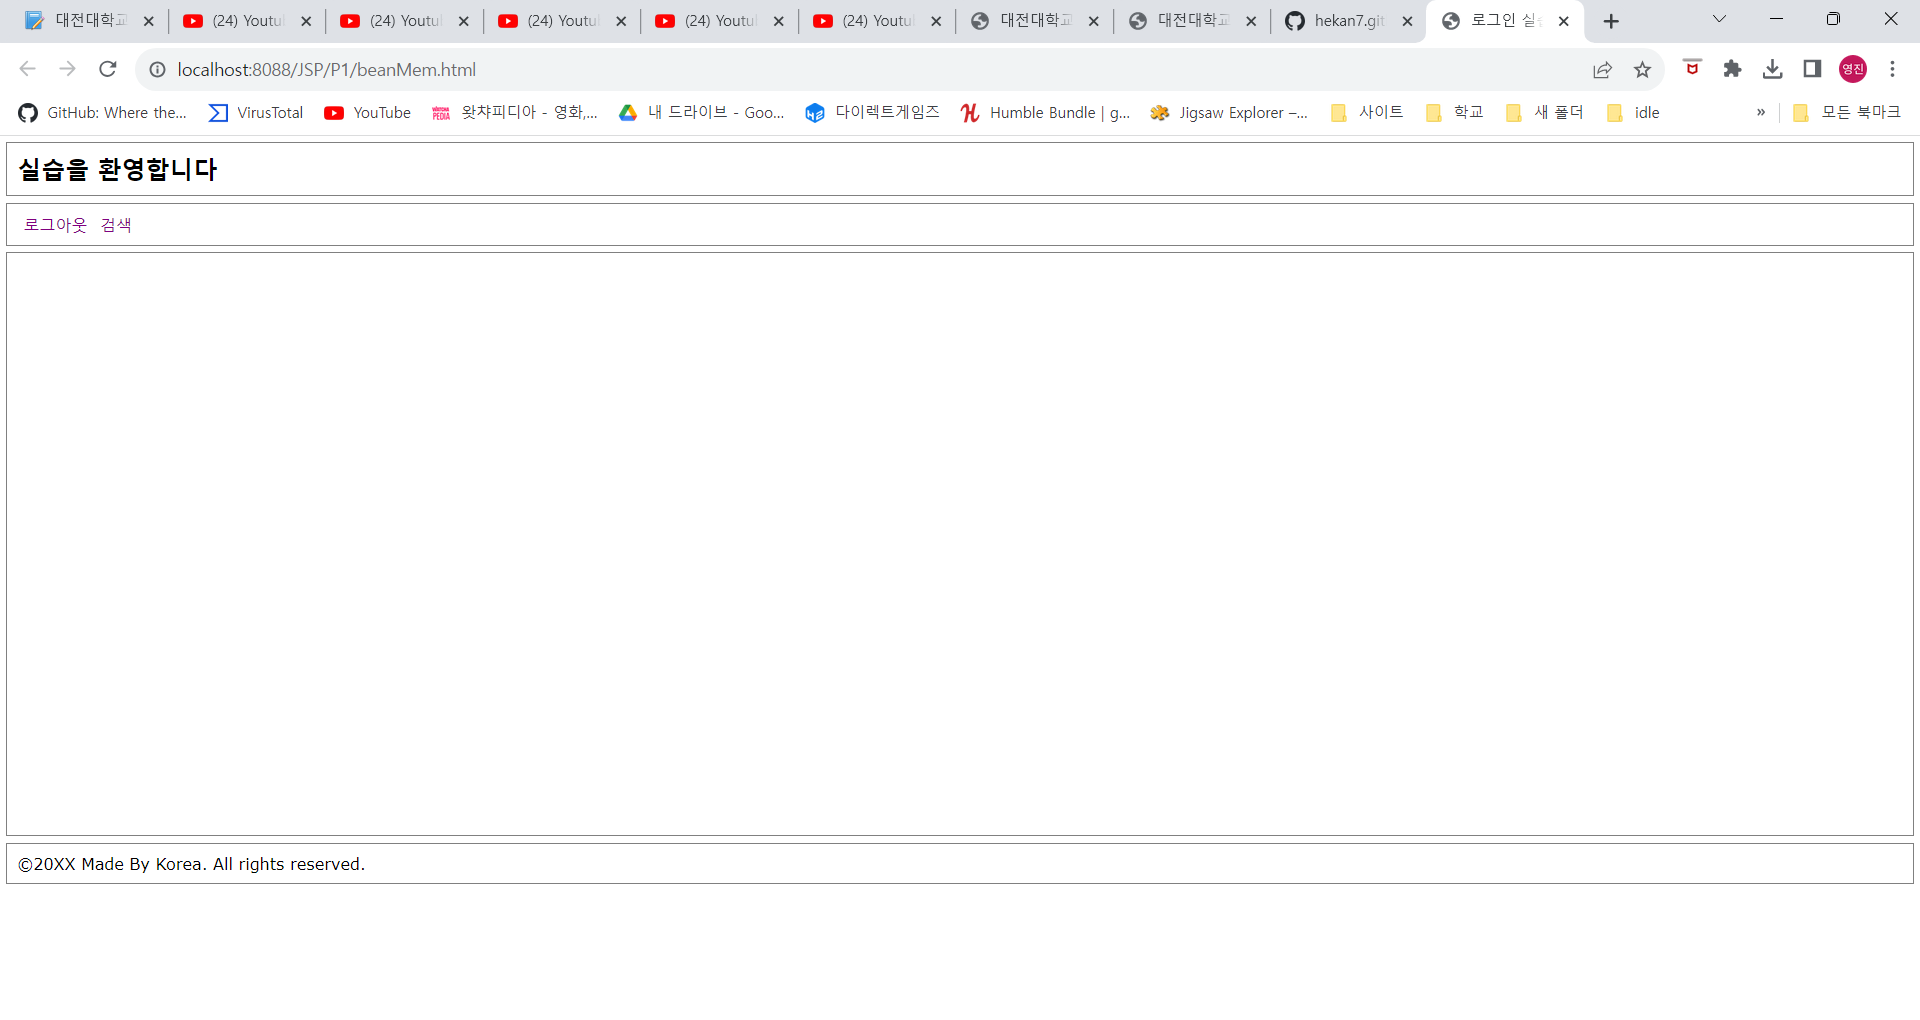 대전대학교
(24) Youtu
(24) Youtu
(24) Youtu
(24) Youtu
(24) Youtu
대전대학교
대전대학교
hekan7.git
로그인 실습
localhost:8088/JSP/P1/beanMem.html
영진
GitHub: Where the...
VirusTotal
YouTube
WATCHA PEDIA
왓챠피디아 - 영화,...
내 드라이브 - Goo...
다이렉트게임즈
Humble Bundle | g...
Jigsaw Explorer –...
사이트
학교
새 폴더
idle
»
모든 북마크
실습을 환영합니다
로그아웃 검색
©20XX Made By Korea. All rights reserved.